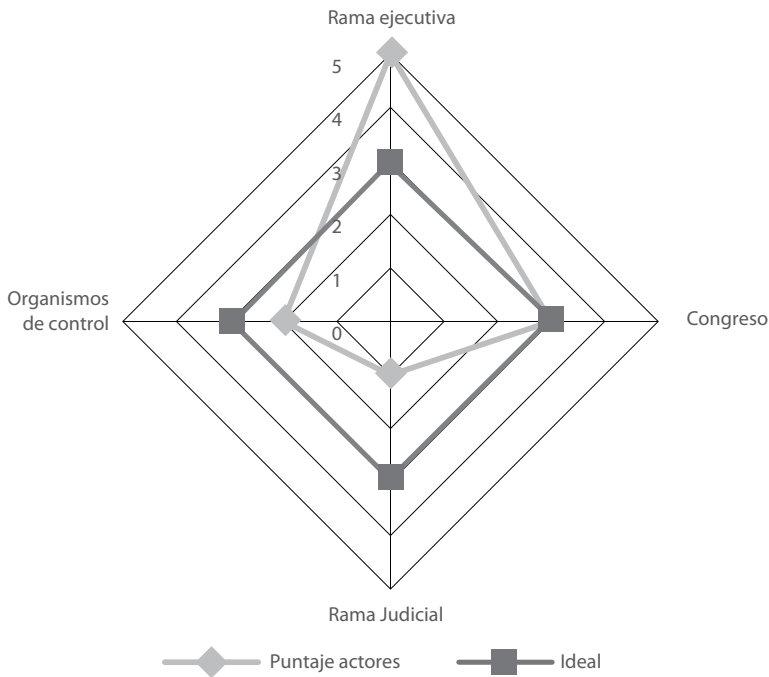 Rama ejecutiva
5
4
3
2
1
0
Organismos
de control
Congreso
Rama Judicial
Puntaje actores
Ideal